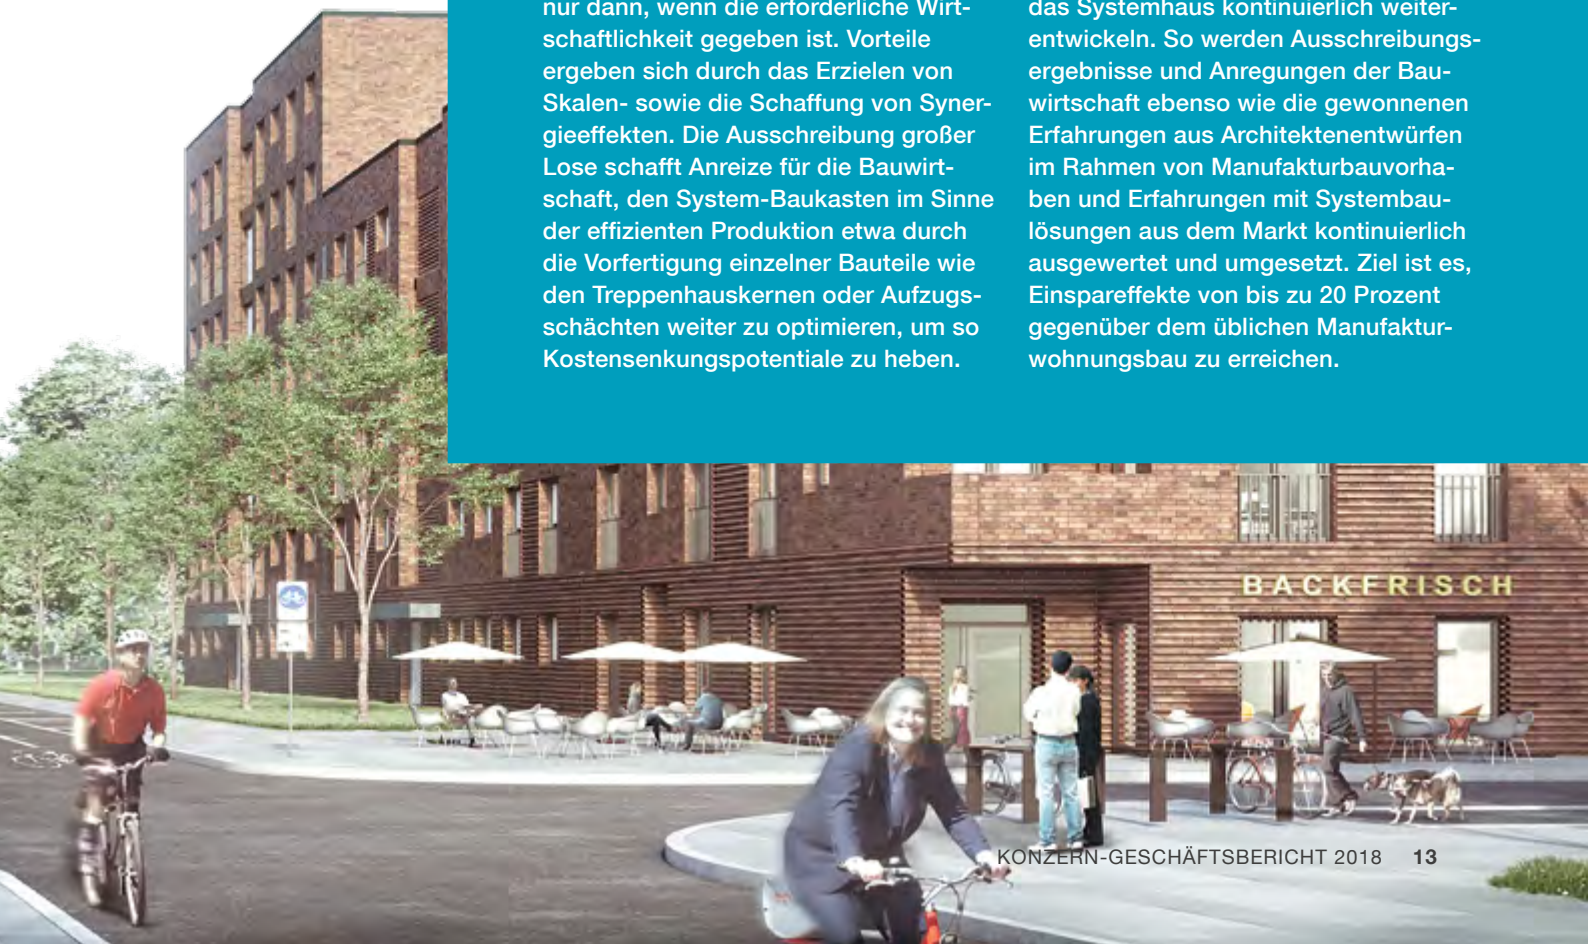 nur dann, wenn die erforderliche Wirt-
schaftlichkeit gegeben ist. Vorteile
ergeben sich durch das Erzielen von
Skalen- sowie die Schaffung von Syner-
gieeffekten. Die Ausschreibung großer
Lose schafft Anreize für die Bauwirt-
schaft, den System-Baukasten im Sinne
der effizienten Produktion etwa durch
die Vorfertigung einzelner Bauteile wie
den Treppenhauskernen oder Aufzugs-
schächten weiter zu optimieren, um so
Kostensenkungspotentiale zu heben.
das Systemhaus kontinuierlich weiter-
entwickeln. So werden Ausschreibungs-
ergebnisse und Anregungen der Bau-
wirtschaft ebenso wie die gewonnenen
Erfahrungen aus Architektenentwürfen
im Rahmen von Manufakturbauvorha-
ben und Erfahrungen mit Systembau-
lösungen aus dem Markt kontinuierlich
ausgewertet und umgesetzt. Ziel ist es,
Einspareffekte von bis zu 20 Prozent
gegenüber dem üblichen Manufaktur-
wohnungsbau zu erreichen.
BACKFRISCH
KONZERN-GESCHÄFTSBERICHT 2018 13